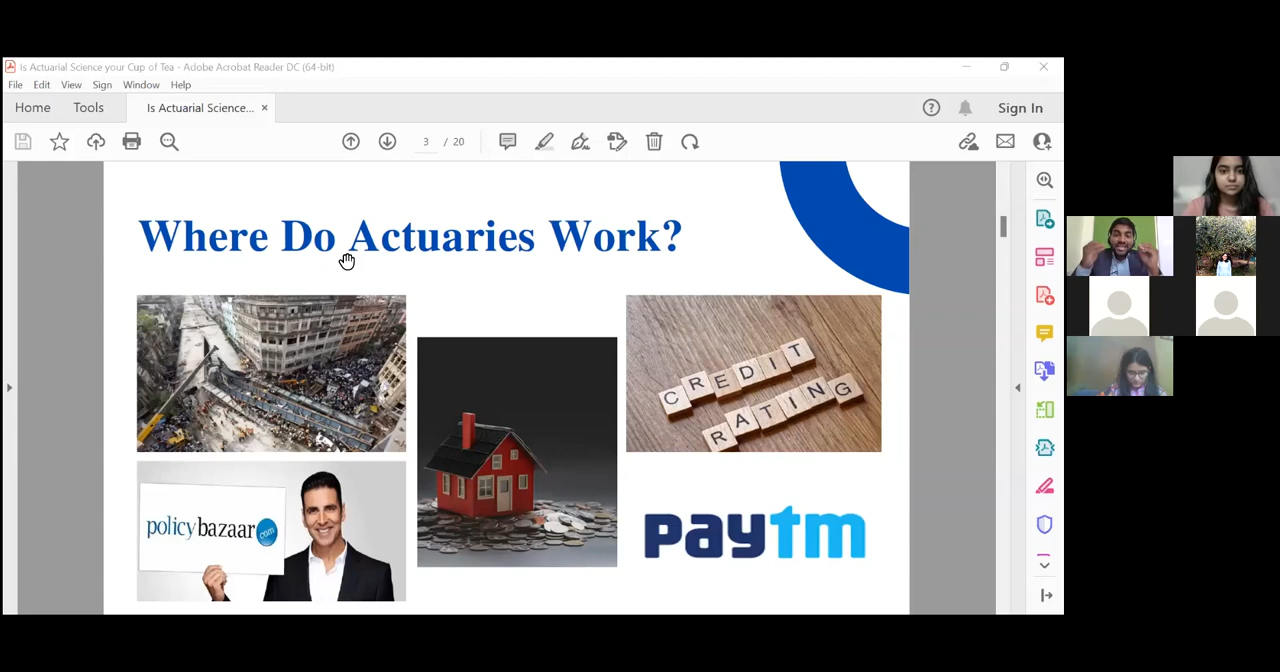 Is Actuarial Science your Cup of Tea - Adobe Acrobat Reader DC (64-bit)
File Edit View Sign Window Help
Home Tools Is Actuarial Science... × Sign In
3 / 20
Where Do Actuaries Work?
CREDIT
RATING
policybazaar.com
paytm